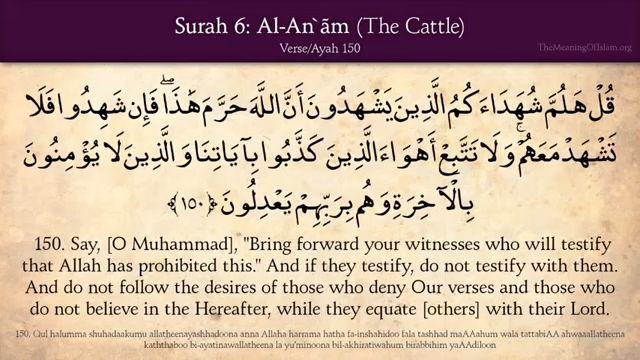 Surah 6: Al-An`ãm (The Cattle)
Verse/Ayah 150
TheMeaningOfIslam.org
قُلْ هَلُمَّ شُهَدَاءَكُمُ الَّذِينَ يَشْهَدُونَ أَنَّ اللَّهَ حَرَّمَ هَٰذَا ۖ فَإِن شَهِدُوا فَلَا
تَشْهَدْ مَعَهُمْ ۚ وَلَا تَتَّبِعْ أَهْوَاءَ الَّذِينَ كَذَّبُوا بِآيَاتِنَا وَالَّذِينَ لَا يُؤْمِنُونَ
بِالْآخِرَةِ وَهُم بِرَبِّهِمْ يَعْدِلُونَ ﴿١٥٠﴾
150. Say, [O Muhammad], "Bring forward your witnesses who will testify
that Allah has prohibited this." And if they testify, do not testify with them.
And do not follow the desires of those who deny Our verses and those who
do not believe in the Hereafter, while they equate [others] with their Lord.
150. Qul halumma shuhadaakumu allatheenayashhadoona anna Allaha harrama hatha fa-inshahidoo fala tashhad maAAahum wala tattabiAA ahwaaallatheena
kaththaboo bi-ayatinawallatheena la yu'minoona bil-akhiratiwahum birabbihim yaAAdiloon